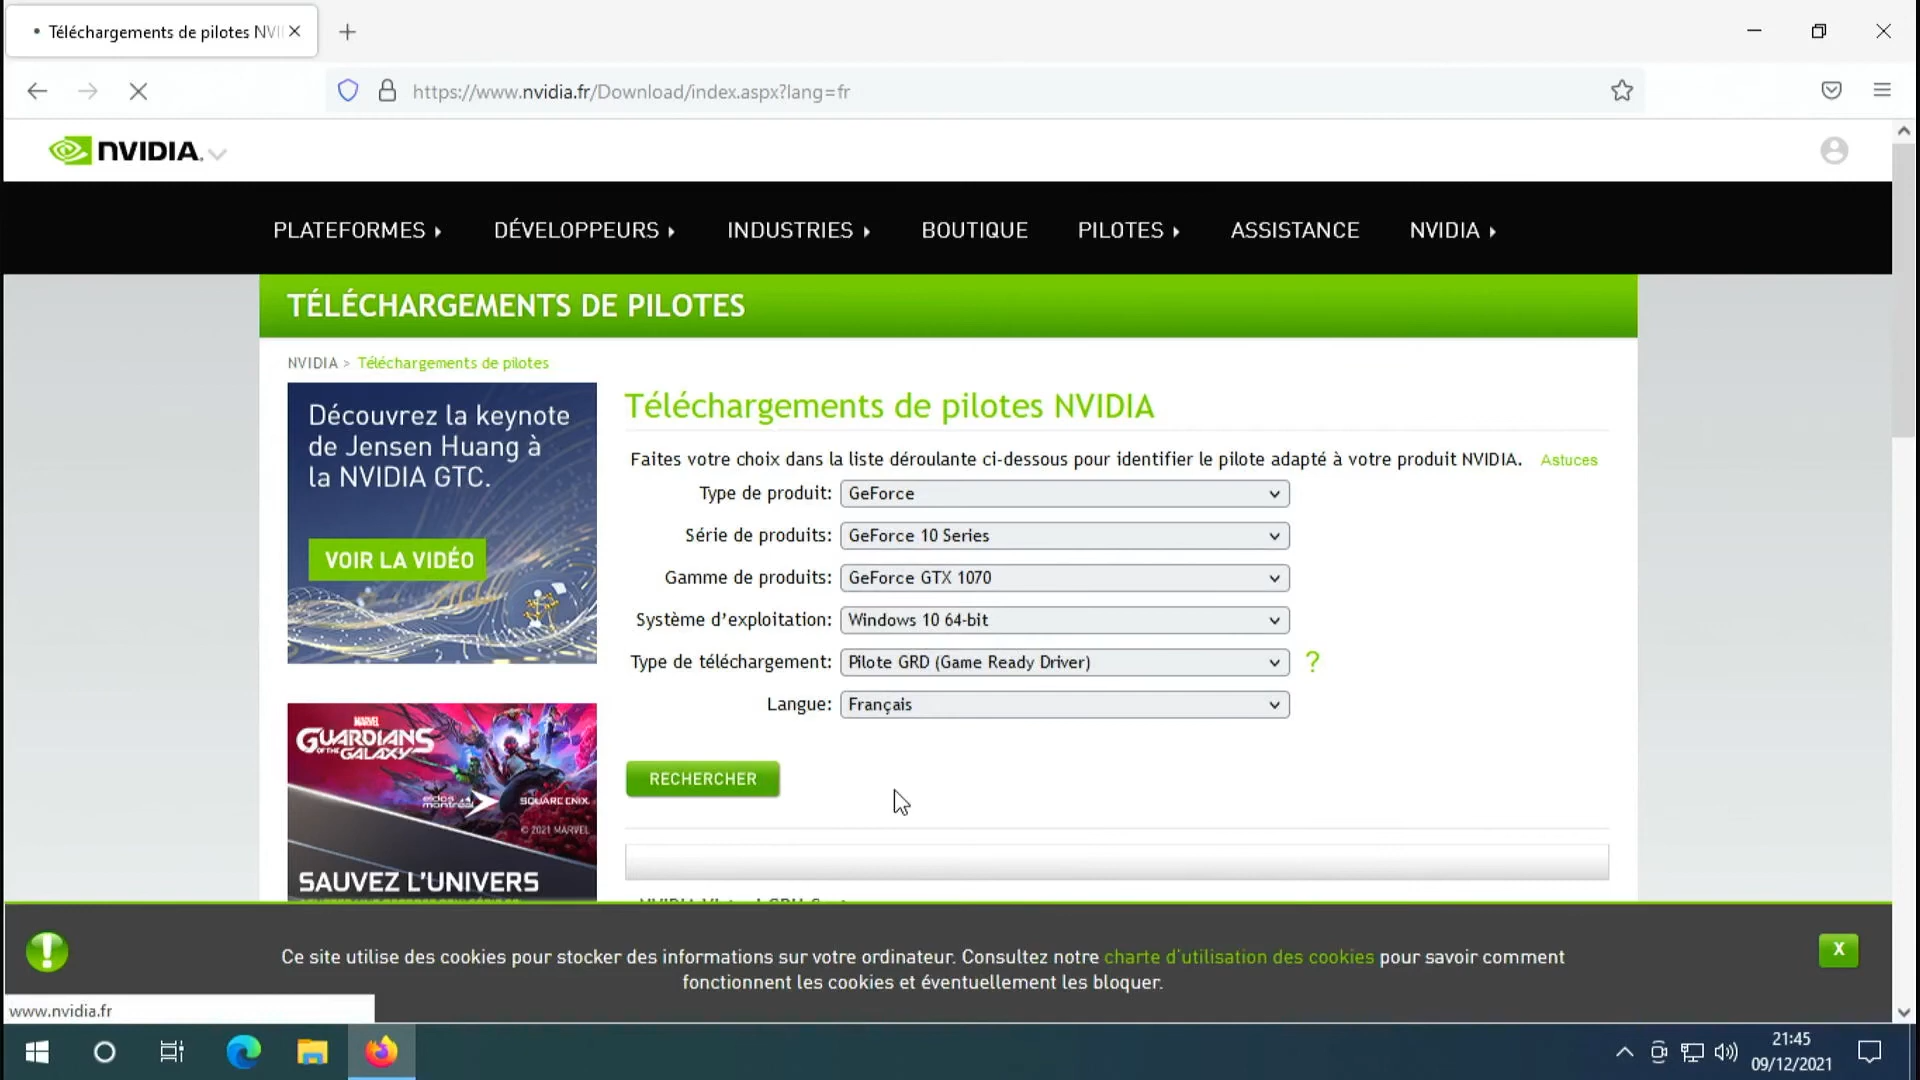 Téléchargements de pilotes NVI
https://www.nvidia.fr/Download/index.aspx?lang=fr
NVIDIA.
PLATEFORMES DÉVELOPPEURS INDUSTRIES BOUTIQUE PILOTES ASSISTANCE NVIDIA
TÉLÉCHARGEMENTS DE PILOTES
NVIDIA > Téléchargements de pilotes
Découvrez la keynote
de Jensen Huang à
la NVIDIA GTC.
VOIR LA VIDÉO
MARVEL
GUARDIANS
OF THE GALAXY
eidos
montréal
SQUARE ENIX
© 2021 MARVEL
SAUVEZ L'UNIVERS
Téléchargements de pilotes NVIDIA
Faites votre choix dans la liste déroulante ci-dessous pour identifier le pilote adapté à votre produit NVIDIA. Astuces
Type de produit: GeForce
Série de produits: GeForce 10 Series
Gamme de produits: GeForce GTX 1070
Système d'exploitation: Windows 10 64-bit
Type de téléchargement: Pilote GRD (Game Ready Driver) ?
Langue: Français
RECHERCHER
Ce site utilise des cookies pour stocker des informations sur votre ordinateur. Consultez notre charte d'utilisation des cookies pour savoir comment
fonctionnent les cookies et éventuellement les bloquer.
X
www.nvidia.fr
21:45
09/12/2021